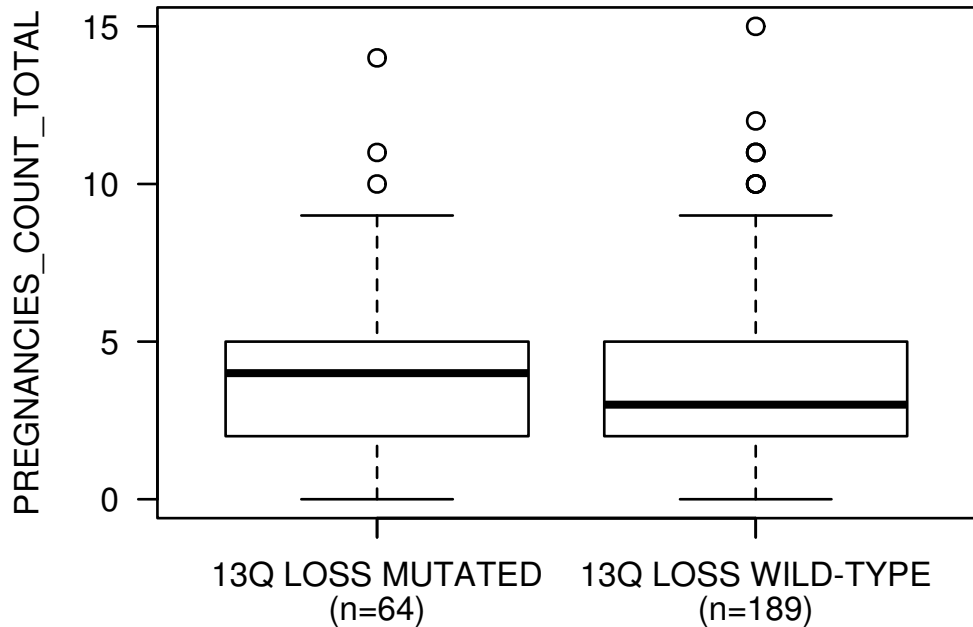 PREGNANCIES_COUNT_TOTAL
15
10
5
0
13Q LOSS MUTATED
(n=64)
13Q LOSS WILD-TYPE
(n=189)